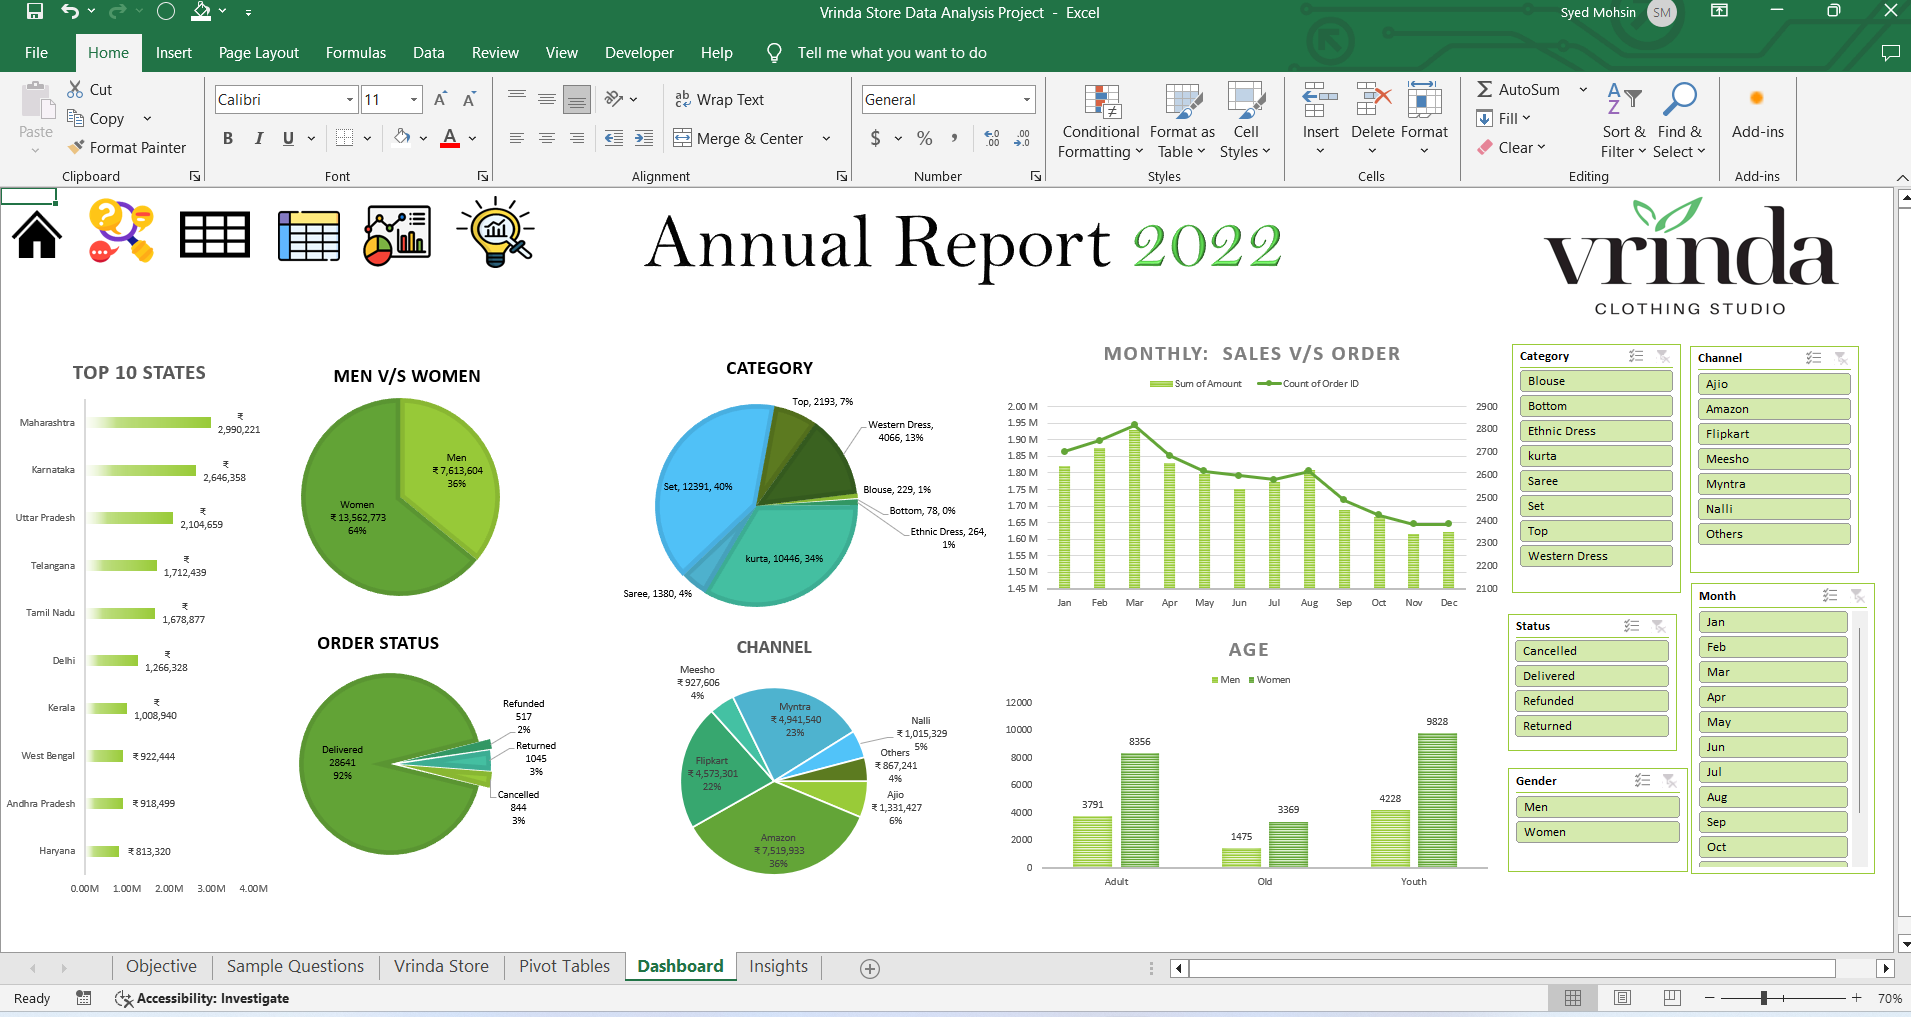 Vrinda Store Data Analysis Project - Excel
Syed Mohsin
SM
File Home Insert Page Layout Formulas Data Review View Developer Help Tell me what you want to do
Paste
Cut
Copy
Format Painter
Clipboard
Calibri 11
A A
B I U A
Font
ab Wrap Text
Merge & Center
Alignment
General
$ % ,
Number
Conditional Formatting
Format as Table
Cell Styles
Styles
Insert Delete Format
Cells
AutoSum
Fill
Clear
Sort & Filter
Find & Select
Editing
Add-ins
Add-ins
Annual Report 2022
vrinda
CLOTHING STUDIO
TOP 10 STATES
Maharashtra ₹ 2,990,221
Karnataka ₹ 2,646,358
Uttar Pradesh ₹ 2,104,659
Telangana ₹ 1,712,439
Tamil Nadu ₹ 1,678,877
Delhi ₹ 1,266,328
Kerala ₹ 1,008,940
West Bengal ₹ 922,444
Andhra Pradesh ₹ 918,499
Haryana ₹ 813,320
0.00M 1.00M 2.00M 3.00M 4.00M
MEN V/S WOMEN
Men
₹ 7,613,604
36%
Women
₹ 13,562,773
64%
ORDER STATUS
Delivered
28641
92%
Refunded
517
2%
Returned
1045
3%
Cancelled
844
3%
CATEGORY
Top, 2193, 7%
Western Dress,
4066, 13%
Set, 12391, 40%
Blouse, 229, 1%
Bottom, 78, 0%
Ethnic Dress, 264,
1%
kurta, 10446, 34%
Saree, 1380, 4%
CHANNEL
Meesho
₹ 927,606
4%
Myntra
₹ 4,941,540
23%
Nalli
₹ 1,015,329
5%
Others
₹ 867,241
4%
Flipkart
₹ 4,573,301
22%
Ajio
₹ 1,331,427
6%
Amazon
₹ 7,519,933
36%
MONTHLY: SALES V/S ORDER
Sum of Amount Count of Order ID
2.00 M 2900
1.95 M 2800
1.90 M
1.85 M 2700
1.80 M 2600
1.75 M
1.70 M 2500
1.65 M 2400
1.60 M 2300
1.55 M
1.50 M 2200
1.45 M 2100
Jan Feb Mar Apr May Jun Jul Aug Sep Oct Nov Dec
AGE
Men Women
12000
10000
8000
6000
4000
2000
0
3791 8356 1475 3369 4228 9828
Adult Old Youth
Category
Blouse
Bottom
Ethnic Dress
kurta
Saree
Set
Top
Western Dress
Channel
Ajio
Amazon
Flipkart
Meesho
Myntra
Nalli
Others
Status
Cancelled
Delivered
Refunded
Returned
Gender
Men
Women
Month
Jan
Feb
Mar
Apr
May
Jun
Jul
Aug
Sep
Oct
Objective Sample Questions Vrinda Store Pivot Tables Dashboard Insights
Ready Accessibility: Investigate 70%